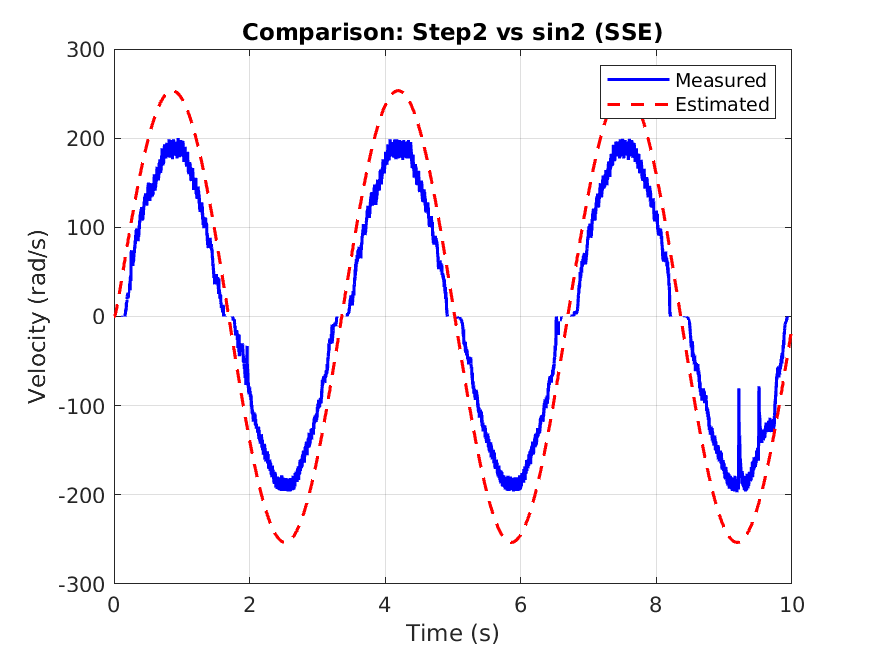 Comparison: Step2 vs sin2 (SSE)
300
200
100
0
-100
-200
-300
Velocity (rad/s)
Measured
Estimated
0 2 4 6 8 10
Time (s)